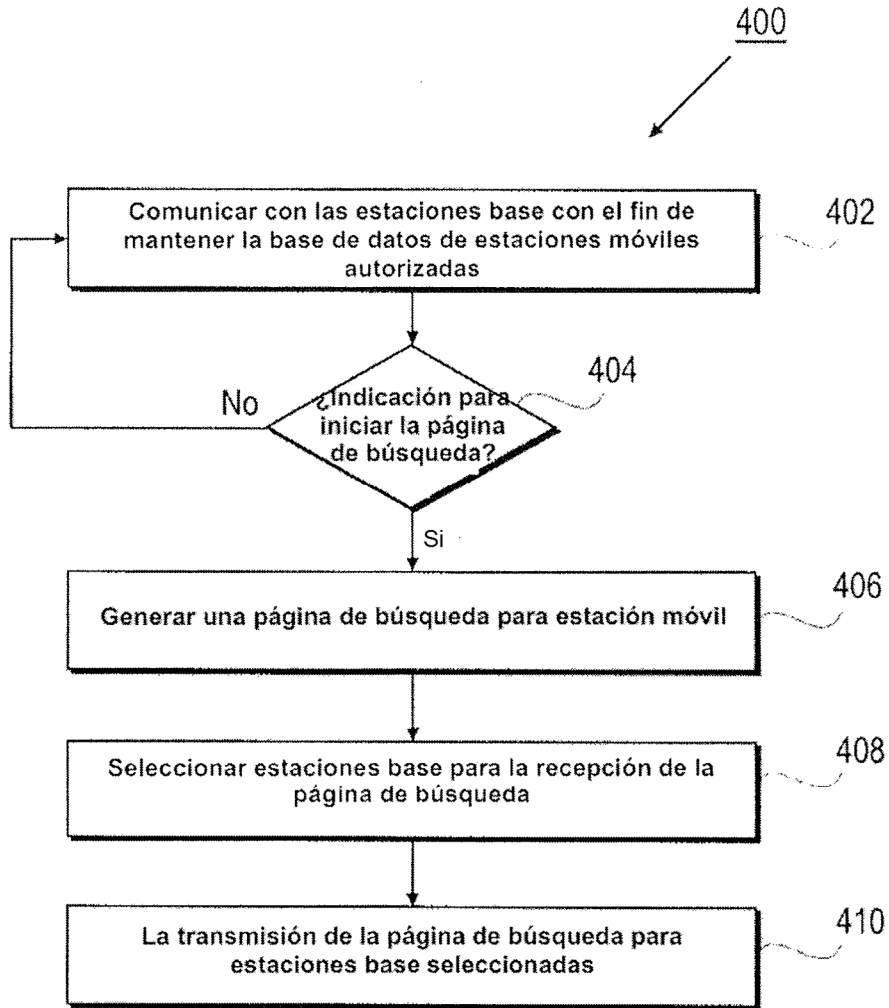 400
Comunicar con las estaciones base con el fin de
mantener la base de datos de estaciones móviles
autorizadas
402
¿Indicación para
iniciar la página
de búsqueda?
404
No
Si
Generar una página de búsqueda para estación móvil
406
Seleccionar estaciones base para la recepción de la
página de búsqueda
408
La transmisión de la página de búsqueda para
estaciones base seleccionadas
410